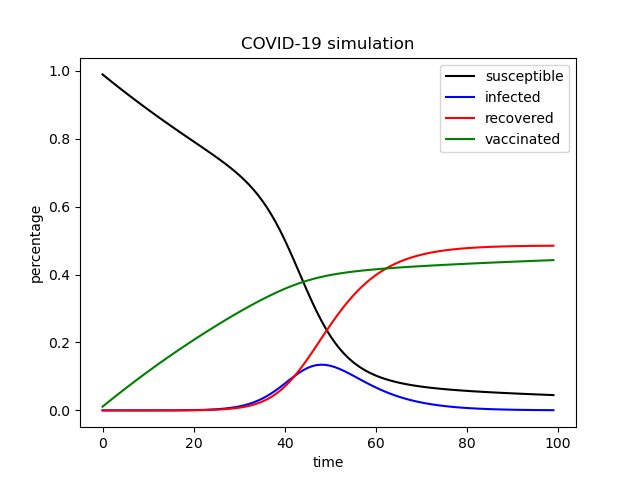 COVID-19 simulation
susceptible
infected
recovered
vaccinated
percentage
1.0
0.8
0.6
0.4
0.2
0.0
0 20 40 60 80 100
time